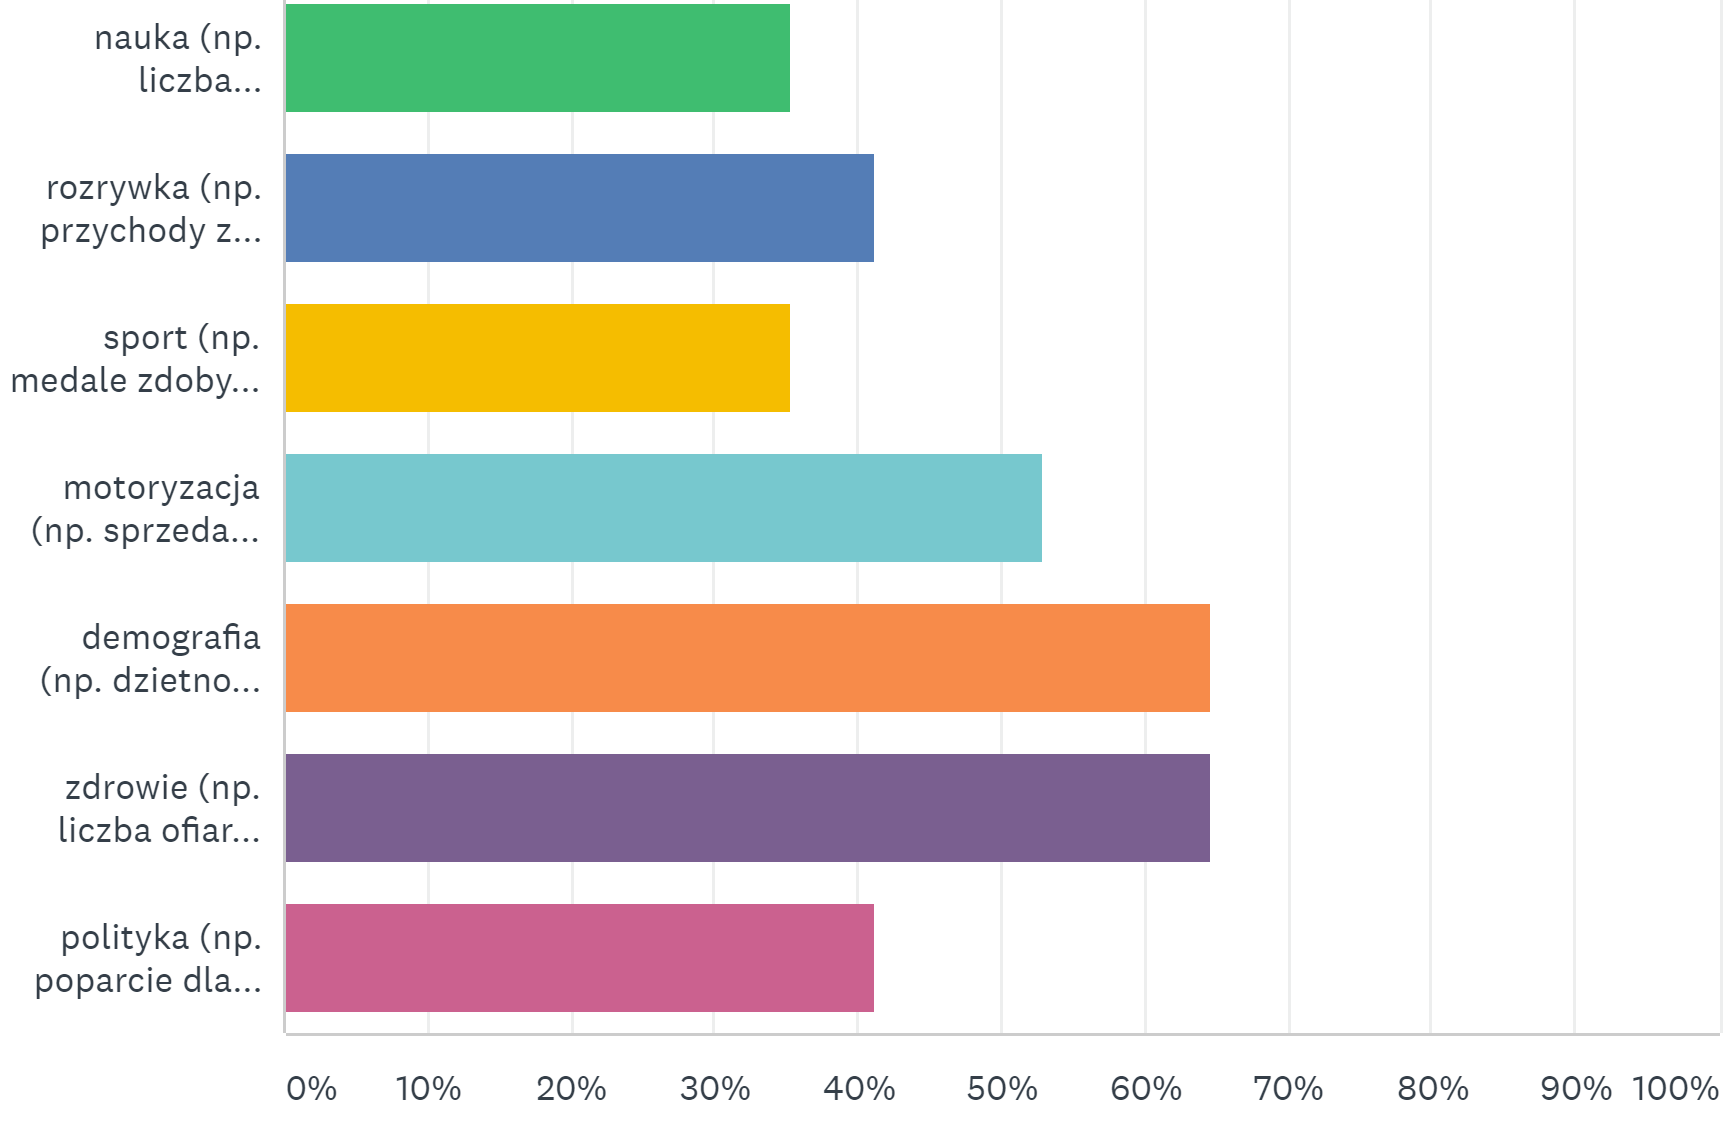 nauka (np.
liczba...
rozrywka (np.
przychody z...
sport (np.
medale zdoby...
motoryzacja
(np. sprzeda...
demografia
(np. dzietno...
zdrowie (np.
liczba ofiar...
polityka (np.
poparcie dla...
0% 10% 20% 30% 40% 50% 60% 70% 80% 90% 100%